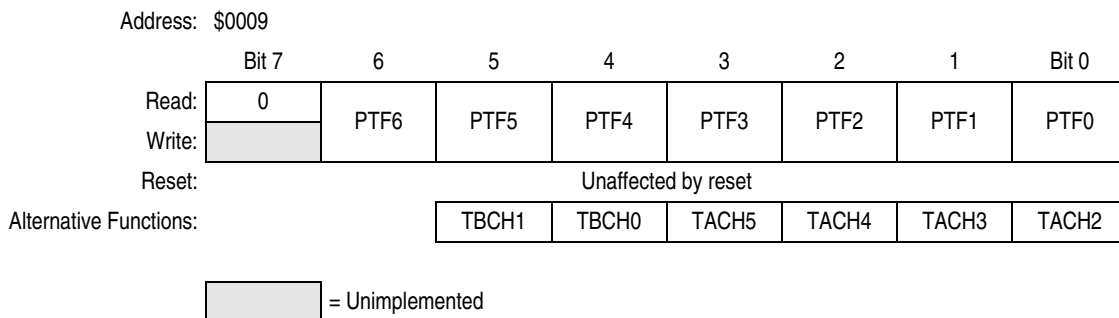 Address: $0009
Bit 7 6 5 4 3 2 1 Bit 0
Read: 0 PTF6 PTF5 PTF4 PTF3 PTF2 PTF1 PTF0
Write:
Reset: Unaffected by reset
Alternative Functions: TBCH1 TBCH0 TACH5 TACH4 TACH3 TACH2
= Unimplemented